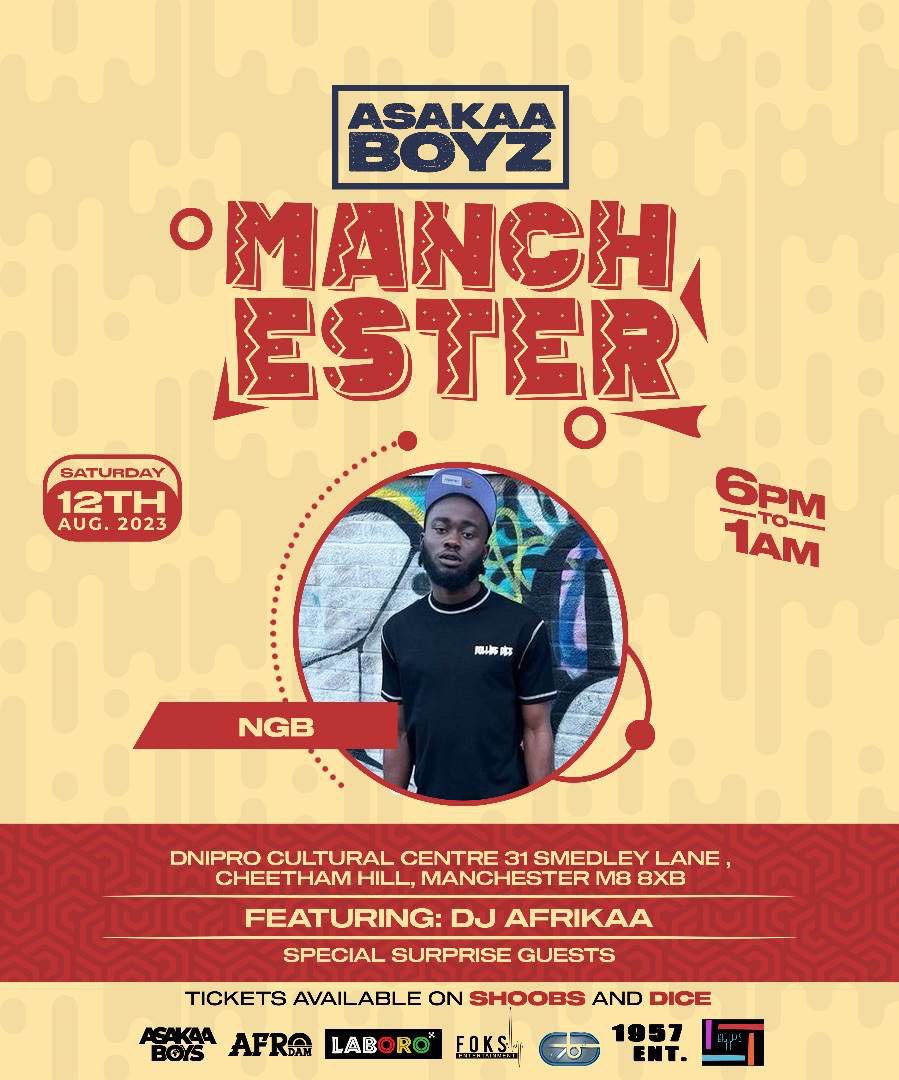 ASAKAA
BOYZ
MANCH
ESTER
SATURDAY
12TH
AUG. 2023
6PM
TO
1AM
NGB
DNIPRO CULTURAL CENTRE 31 SMEDLEY LANE ,
CHEETHAM HILL, MANCHESTER M8 8XB
FEATURING: DJ AFRIKAA
SPECIAL SURPRISE GUESTS
TICKETS AVAILABLE ON SHOOBS AND DICE
ASAKAA
BOYS
AFRO
DAM
LABORO
FOKS
ENTERTAINMENT
1957
ENT.